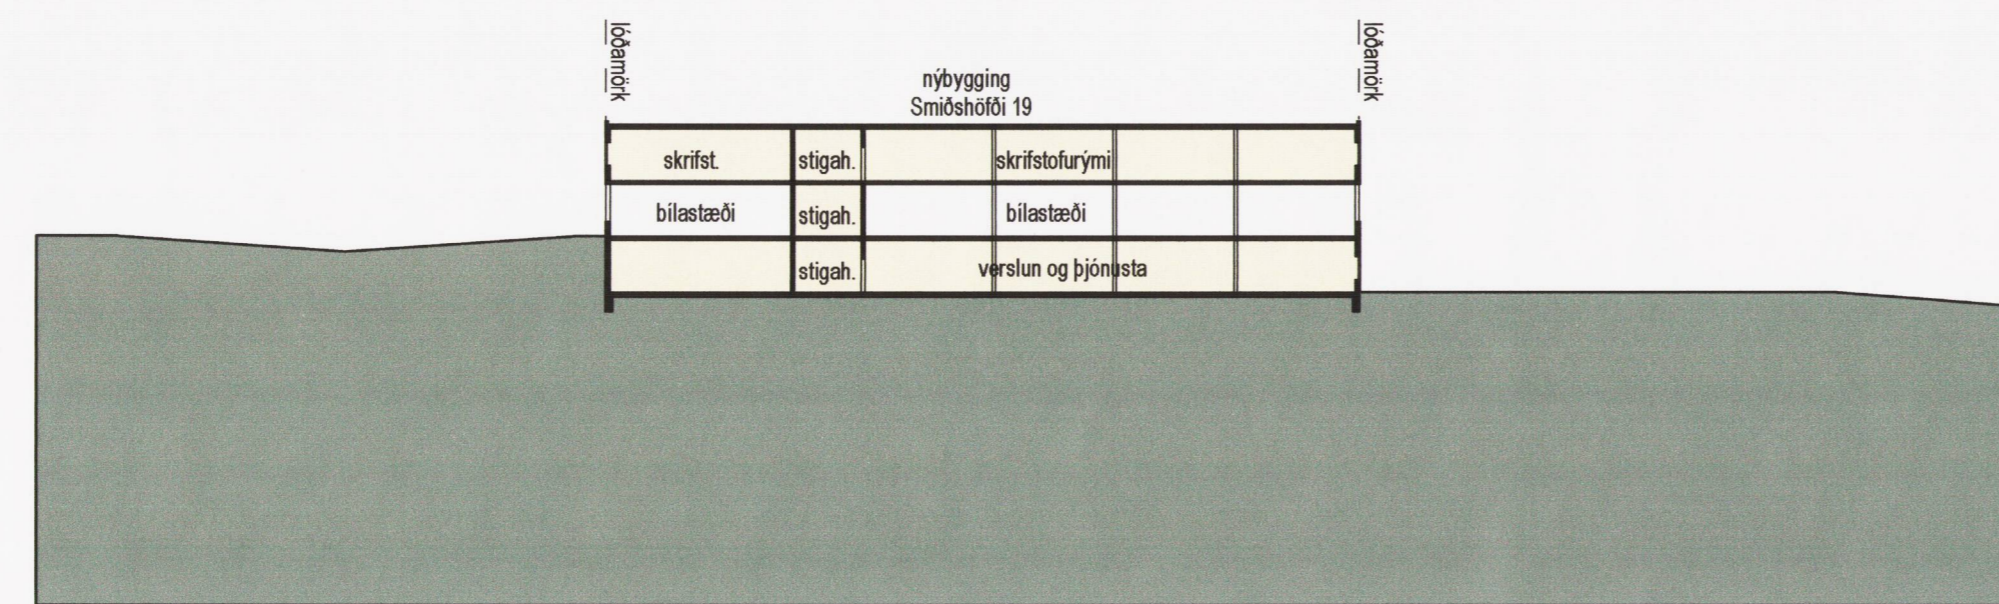 lóðamörk
lóðamörk
nýbygging
Smiðshöfði 19
skrifst.
stigah.
skrifstofurými
bílastæði
stigah.
bílastæði
stigah.
verslun og þjónusta